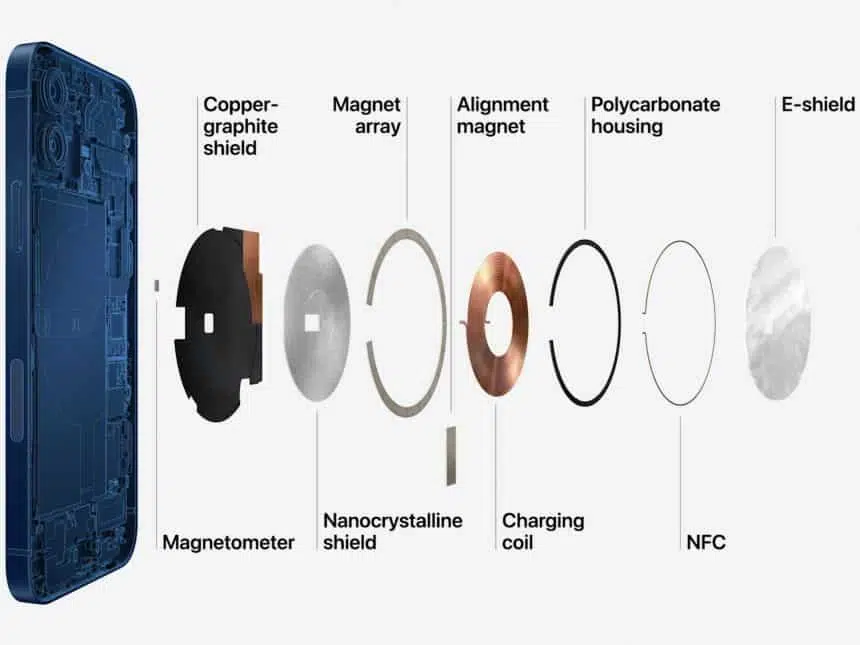 Copper-
graphite
shield
Magnet
array
Alignment
magnet
Polycarbonate
housing
E-shield
Magnetometer
Nanocrystalline
shield
Charging
coil
NFC